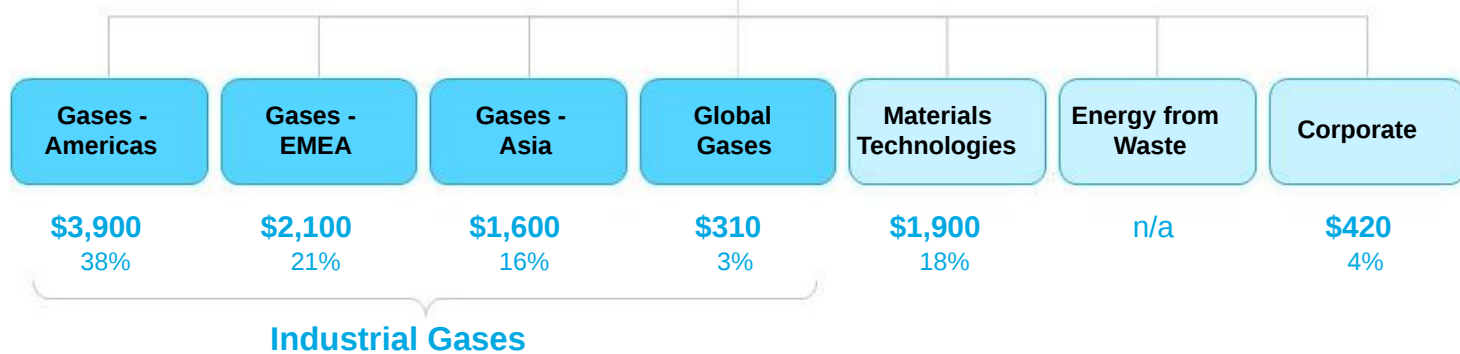 Gases -
Americas
Gases -
EMEA
Gases -
Asia
Global
Gases
Materials
Technologies
Energy from
Waste
Corporate
$3,900
38%
$2,100
21%
$1,600
16%
$310
3%
$1,900
18%
n/a
$420
4%
Industrial Gases